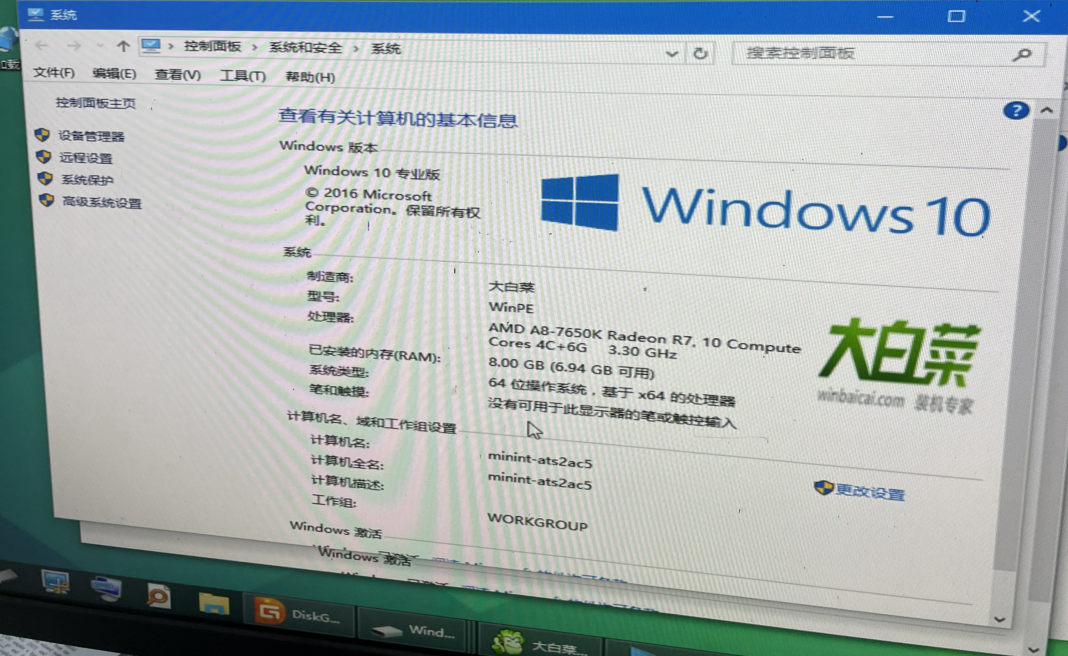 系统
控制面板 › 系统和安全 › 系统
搜索控制面板
文件(F) 编辑(E) 查看(V) 工具(T) 帮助(H)
控制面板主页
设备管理器
远程设置
系统保护
高级系统设置
查看有关计算机的基本信息
Windows 版本
Windows 10 专业版
© 2016 Microsoft
Corporation。保留所有权
利。
Windows 10
系统
制造商: 大白菜
型号: WinPE
处理器: AMD A8-7650K Radeon R7, 10 Compute
Cores 4C+6G 3.30 GHz
已安装的内存(RAM): 8.00 GB (6.94 GB 可用)
系统类型: 64 位操作系统，基于 x64 的处理器
笔和触摸: 没有可用于此显示器的笔或触控输入
大白菜
winbaicai.com 装机专家
计算机名、域和工作组设置
计算机名: minint-ats2ac5
计算机全名: minint-ats2ac5
计算机描述:
工作组: WORKGROUP
更改设置
Windows 激活
Windows 激活
DiskG...
Wind...
大白菜...